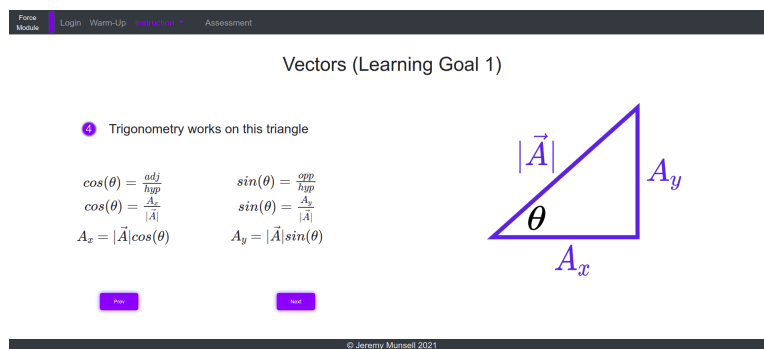 Force Module Login Warm-Up Instruction Assessment
Vectors (Learning Goal 1)
4 Trigonometry works on this triangle
cos(θ) = adj/hyp sin(θ) = opp/hyp
cos(θ) = A_x/|A⃗| sin(θ) = A_y/|A⃗|
A_x = |A⃗|cos(θ) A_y = |A⃗|sin(θ)
|A⃗|
A_y
θ
A_x
Prev Next
© Jeremy Munsell 2021